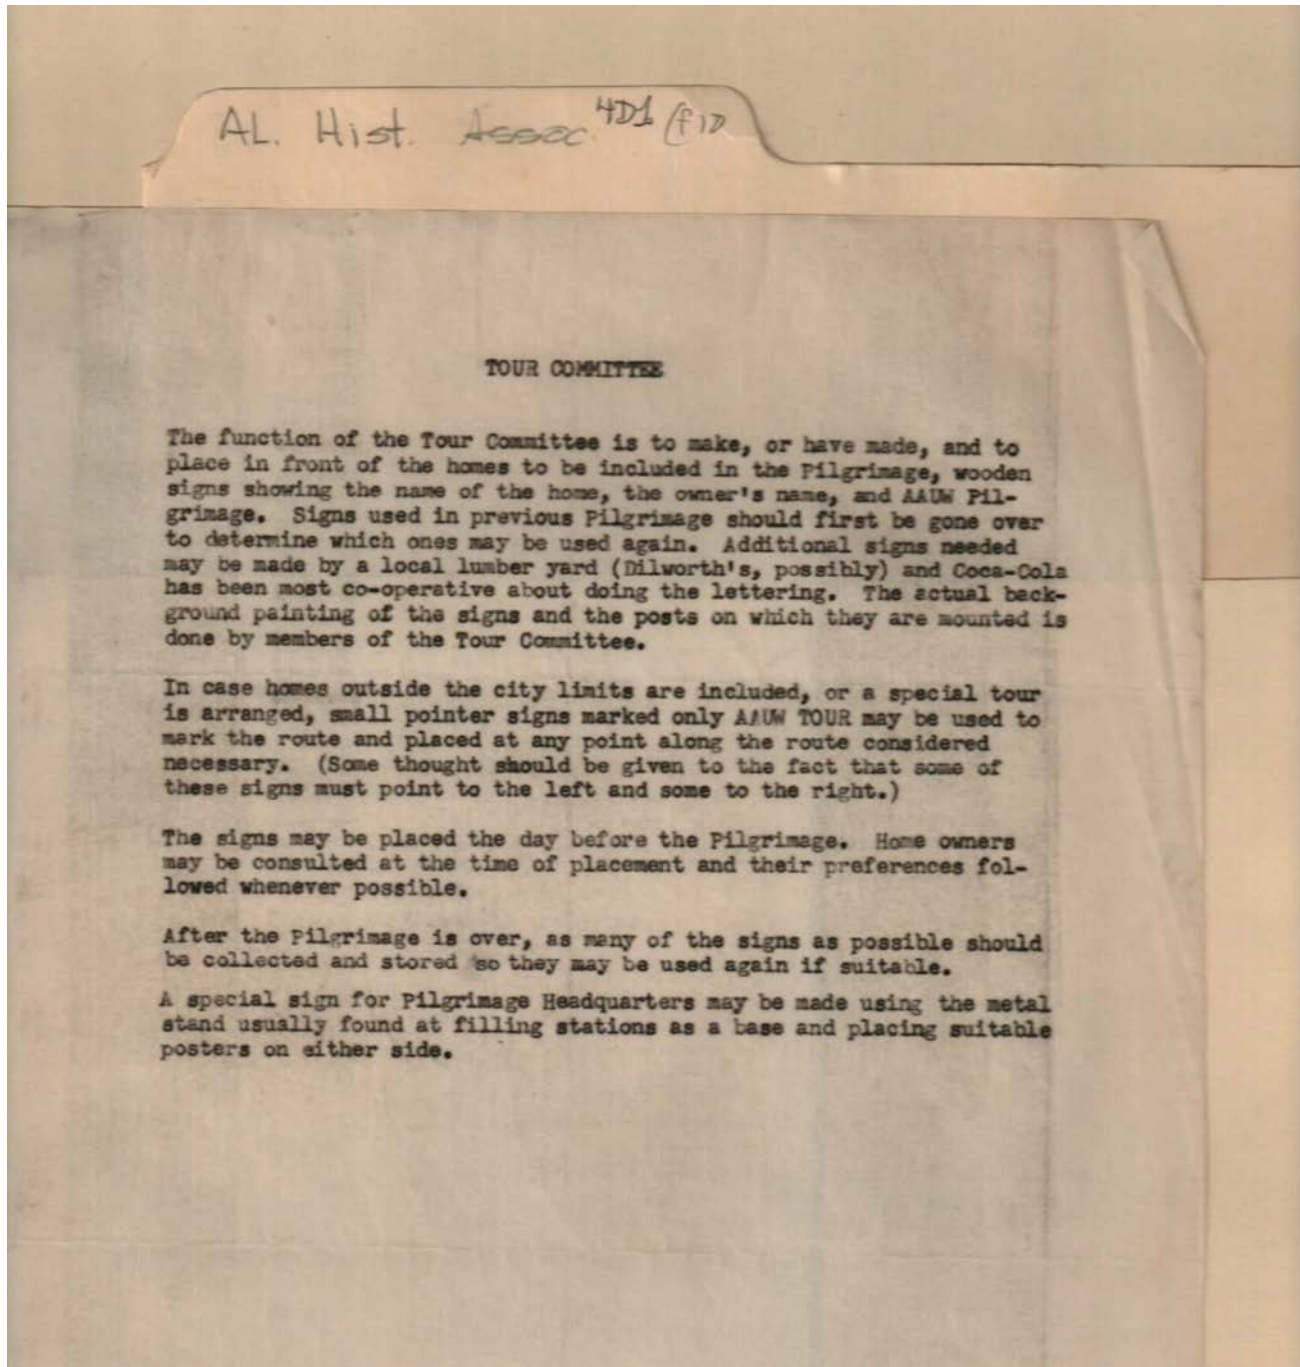 AL. Hist. Assoc. 4D1 (f1)
TOUR COMMITTEE
The function of the Tour Committee is to make, or have made, and to
place in front of the homes to be included in the Pilgrimage, wooden
signs showing the name of the home, the owner's name, and AAUW Pil-
grimage. Signs used in previous Pilgrimage should first be gone over
to determine which ones may be used again. Additional signs needed
may be made by a local lumber yard (Dilworth's, possibly) and Coca-Cola
has been most co-operative about doing the lettering. The actual back-
ground painting of the signs and the posts on which they are mounted is
done by members of the Tour Committee.
In case homes outside the city limits are included, or a special tour
is arranged, small pointer signs marked only AAUW TOUR may be used to
mark the route and placed at any point along the route considered
necessary. (Some thought should be given to the fact that some of
these signs must point to the left and some to the right.)
The signs may be placed the day before the Pilgrimage. Home owners
may be consulted at the time of placement and their preferences fol-
lowed whenever possible.
After the Pilgrimage is over, as many of the signs as possible should
be collected and stored so they may be used again if suitable.
A special sign for Pilgrimage Headquarters may be made using the metal
stand usually found at filling stations as a base and placing suitable
posters on either side.